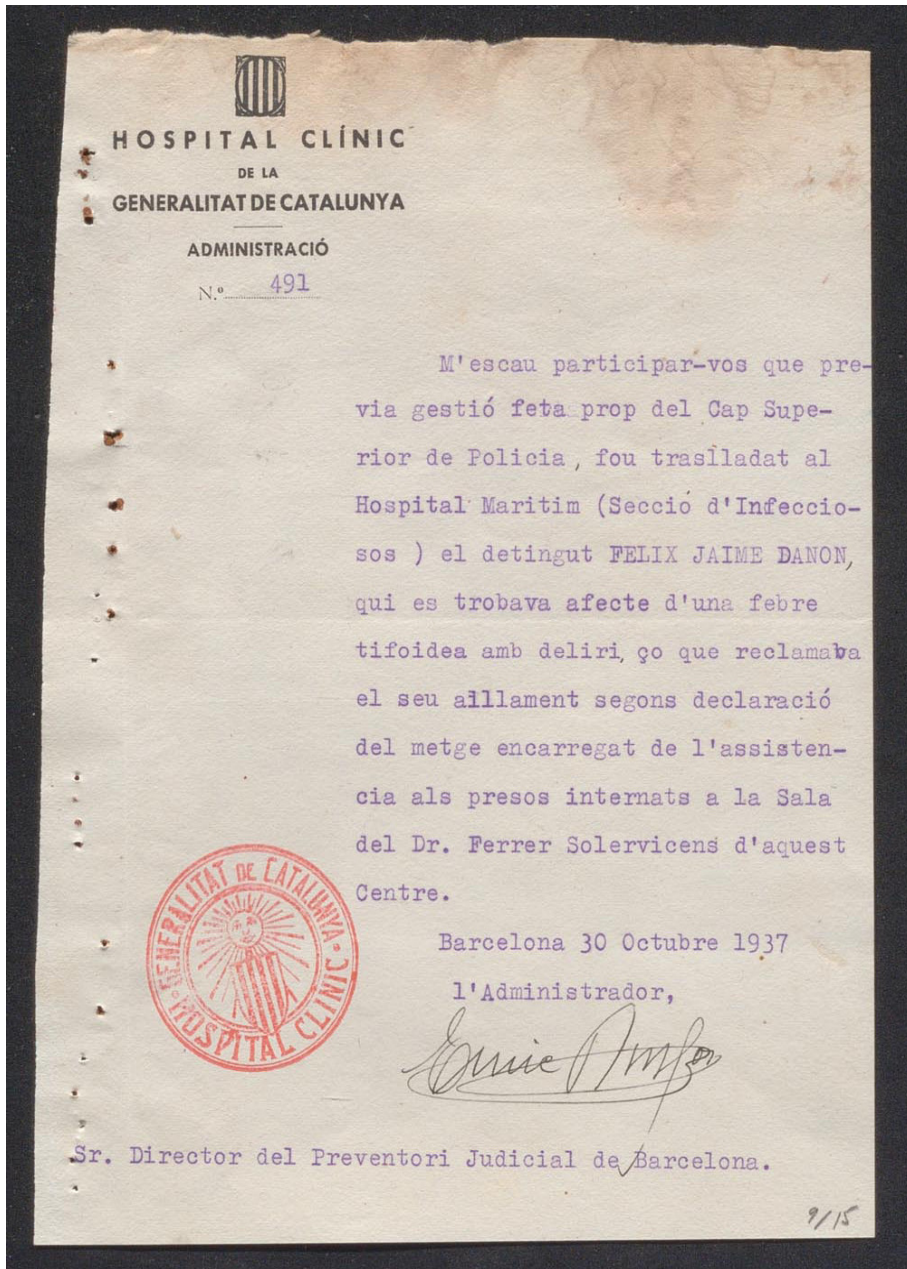 HOSPITAL CLÍNIC
DE LA
GENERALITAT DE CATALUNYA
ADMINISTRACIÓ
N.º 491
M'escau participar-vos que pre-
via gestió feta prop del Cap Supe-
rior de Policia, fou traslladat al
Hospital Maritim (Secció d'Infeccio-
sos ) el detingut FELIX JAIME DANON,
qui es trobava afecte d'una febre
tifoidea amb deliri, ço que reclamaba
el seu aillament segons declaració
del metge encarregat de l'assisten-
cia als presos internats a la Sala
del Dr. Ferrer Solervicens d'aquest
Centre.
GENERALITAT DE CATALUNYA
HOSPITAL CLINIC
Barcelona 30 Octubre 1937
l'Administrador,
Enric
Sr. Director del Preventori Judicial de Barcelona.
9/15